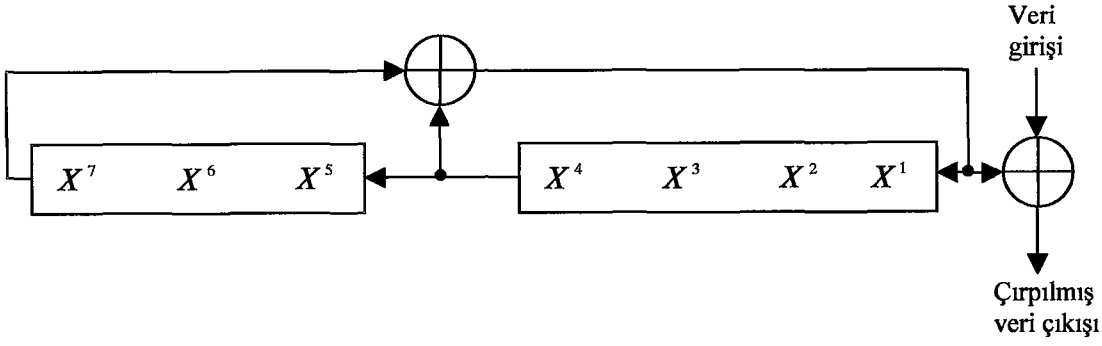 Veri
girişi
X⁷ X⁶ X⁵ X⁴ X³ X² X¹
Çırpılmış
veri çıkışı